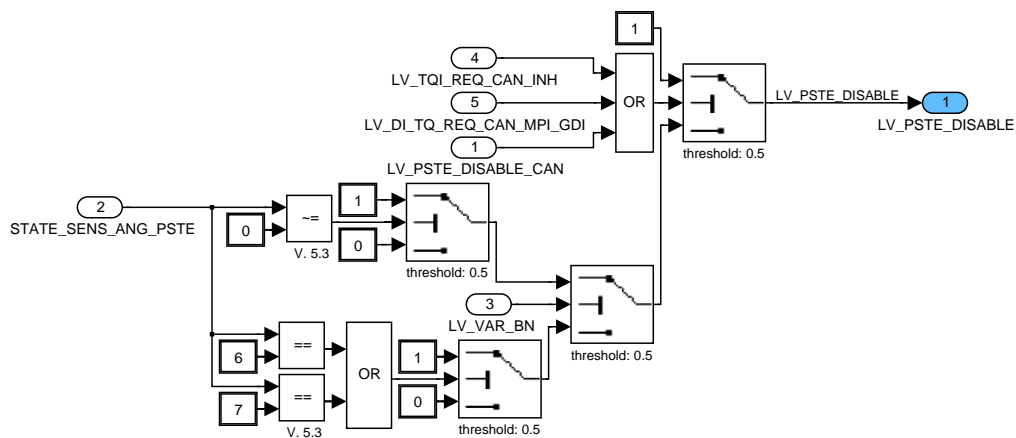 1
4
LV_TQI_REQ_CAN_INH
OR
5
LV_PSTE_DISABLE
1
LV_DI_TQ_REQ_CAN_MPI_GDI
LV_PSTE_DISABLE
1
threshold: 0.5
LV_PSTE_DISABLE_CAN
2
1
~=
STATE_SENS_ANG_PSTE
0
0
V. 5.3
threshold: 0.5
3
LV_VAR_BN
==
6
OR
1
threshold: 0.5
==
7
0
V. 5.3
threshold: 0.5